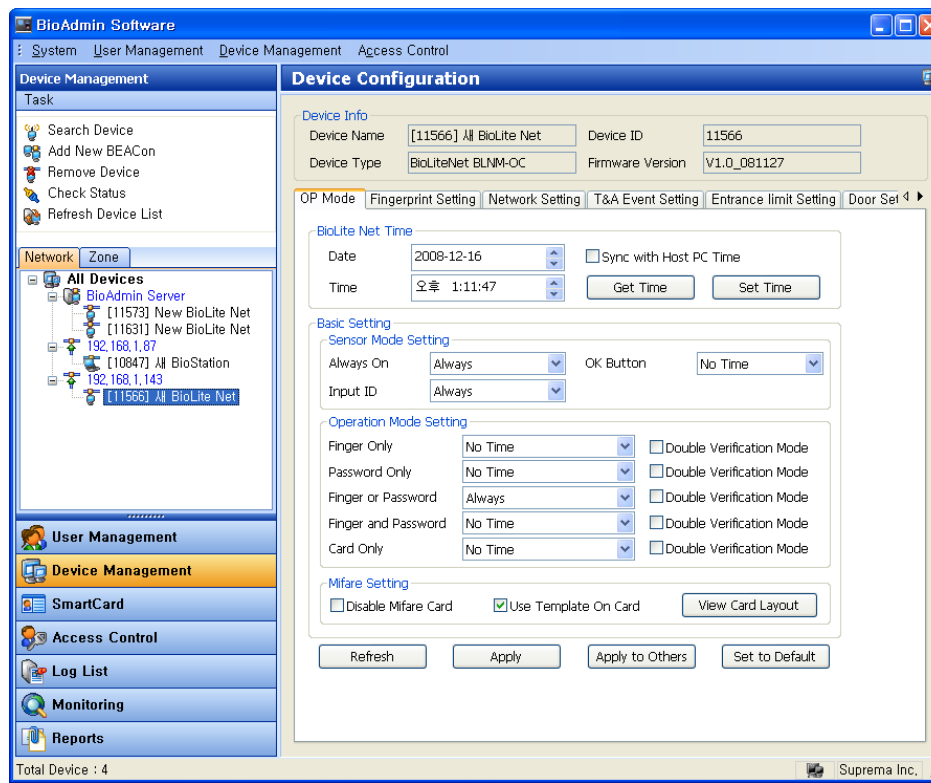 BioAdmin Software
System User Management Device Management Access Control
Device Management
Task
Search Device
Add New BEACon
Remove Device
Check Status
Refresh Device List
Network Zone
All Devices
BioAdmin Server
[11573] New BioLite Net
[11631] New BioLite Net
192,168,1,87
[10847] 새 BioStation
192,168,1,143
[11566] 새 BioLite Net
User Management
Device Management
SmartCard
Access Control
Log List
Monitoring
Reports
Device Configuration
Device Info
Device Name [11566] 새 BioLite Net Device ID 11566
Device Type BioLiteNet BLNM-OC Firmware Version V1.0_081127
OP Mode Fingerprint Setting Network Setting T&A Event Setting Entrance limit Setting Door Set
BioLite Net Time
Date 2008-12-16 Sync with Host PC Time
Time 오후 1:11:47 Get Time Set Time
Basic Setting
Sensor Mode Setting
Always On Always OK Button No Time
Input ID Always
Operation Mode Setting
Finger Only No Time Double Verification Mode
Password Only No Time Double Verification Mode
Finger or Password Always Double Verification Mode
Finger and Password No Time Double Verification Mode
Card Only No Time Double Verification Mode
Mifare Setting
Disable Mifare Card Use Template On Card View Card Layout
Refresh Apply Apply to Others Set to Default
Total Device : 4 Suprema Inc.